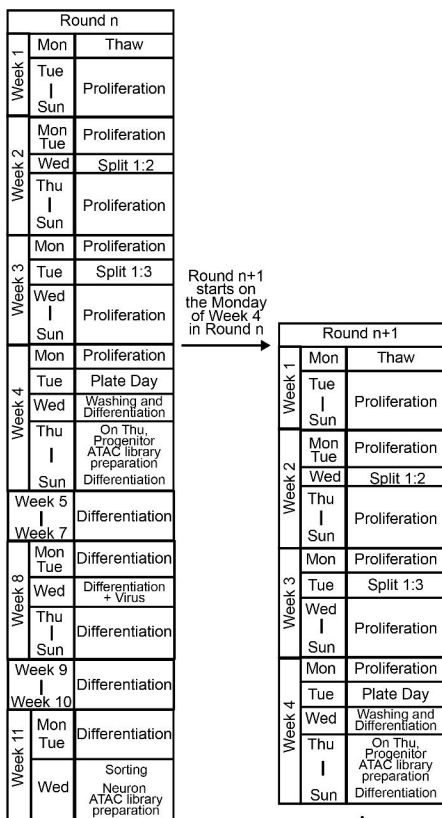 Round n
Week 1
Mon
Thaw
Tue
Sun
Proliferation
Week 2
Mon
Tue
Proliferation
Wed
Split 1:2
Thu
Sun
Proliferation
Week 3
Mon
Proliferation
Tue
Split 1:3
Wed
Sun
Proliferation
Week 4
Mon
Proliferation
Tue
Plate Day
Wed
Washing and
Differentiation
Thu
Sun
On Thu,
Progenitor
ATAC library
preparation
Differentiation
Week 5
Week 7
Differentiation
Week 8
Mon
Tue
Differentiation
Wed
Differentiation
+ Virus
Thu
Sun
Differentiation
Week 9
Week 10
Differentiation
Week 11
Mon
Tue
Differentiation
Wed
Sorting
Neuron
ATAC library
preparation
Round n+1
starts on
the Monday
of Week 4
in Round n
Round n+1
Week 1
Mon
Thaw
Tue
Sun
Proliferation
Week 2
Mon
Tue
Proliferation
Wed
Split 1:2
Thu
Sun
Proliferation
Week 3
Mon
Proliferation
Tue
Split 1:3
Wed
Sun
Proliferation
Week 4
Mon
Proliferation
Tue
Plate Day
Wed
Washing and
Differentiation
Thu
Sun
On Thu,
Progenitor
ATAC library
preparation
Differentiation